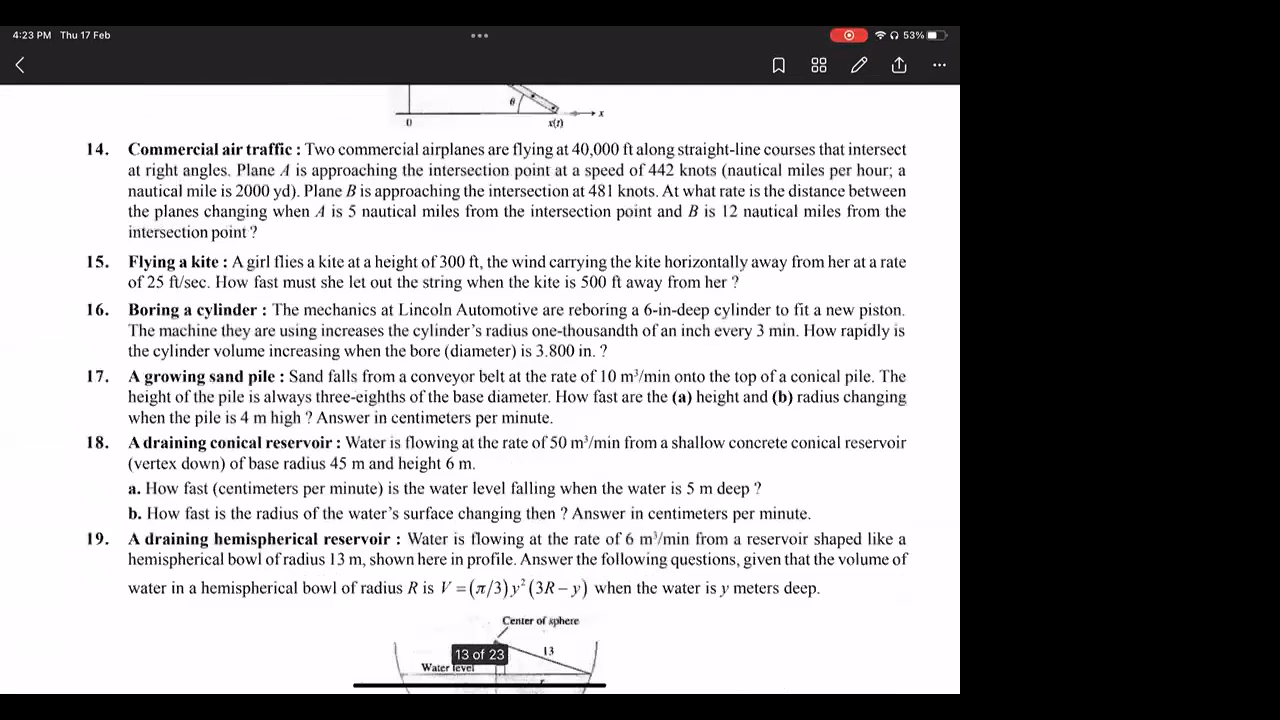 4:23 PM Thu 17 Feb
53%
θ
0
x(t)
x
14. Commercial air traffic : Two commercial airplanes are flying at 40,000 ft along straight-line courses that intersect
at right angles. Plane A is approaching the intersection point at a speed of 442 knots (nautical miles per hour; a
nautical mile is 2000 yd). Plane B is approaching the intersection at 481 knots. At what rate is the distance between
the planes changing when A is 5 nautical miles from the intersection point and B is 12 nautical miles from the
intersection point ?
15. Flying a kite : A girl flies a kite at a height of 300 ft, the wind carrying the kite horizontally away from her at a rate
of 25 ft/sec. How fast must she let out the string when the kite is 500 ft away from her ?
16. Boring a cylinder : The mechanics at Lincoln Automotive are reboring a 6-in-deep cylinder to fit a new piston.
The machine they are using increases the cylinder's radius one-thousandth of an inch every 3 min. How rapidly is
the cylinder volume increasing when the bore (diameter) is 3.800 in. ?
17. A growing sand pile : Sand falls from a conveyor belt at the rate of 10 m³/min onto the top of a conical pile. The
height of the pile is always three-eighths of the base diameter. How fast are the (a) height and (b) radius changing
when the pile is 4 m high ? Answer in centimeters per minute.
18. A draining conical reservoir : Water is flowing at the rate of 50 m³/min from a shallow concrete conical reservoir
(vertex down) of base radius 45 m and height 6 m.
a. How fast (centimeters per minute) is the water level falling when the water is 5 m deep ?
b. How fast is the radius of the water's surface changing then ? Answer in centimeters per minute.
19. A draining hemispherical reservoir : Water is flowing at the rate of 6 m³/min from a reservoir shaped like a
hemispherical bowl of radius 13 m, shown here in profile. Answer the following questions, given that the volume of
water in a hemispherical bowl of radius R is V = (π/3) y² (3R – y) when the water is y meters deep.
Center of sphere
13 of 23
13
Water level